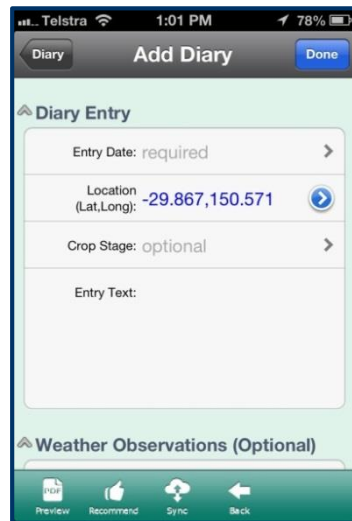 Telstra 1:01 PM 78%
Diary Add Diary Done
Diary Entry
Entry Date: required
Location
(Lat,Long): -29.867,150.571
Crop Stage: optional
Entry Text:
Weather Observations (Optional)
PDF
Preview Recommend Sync Back